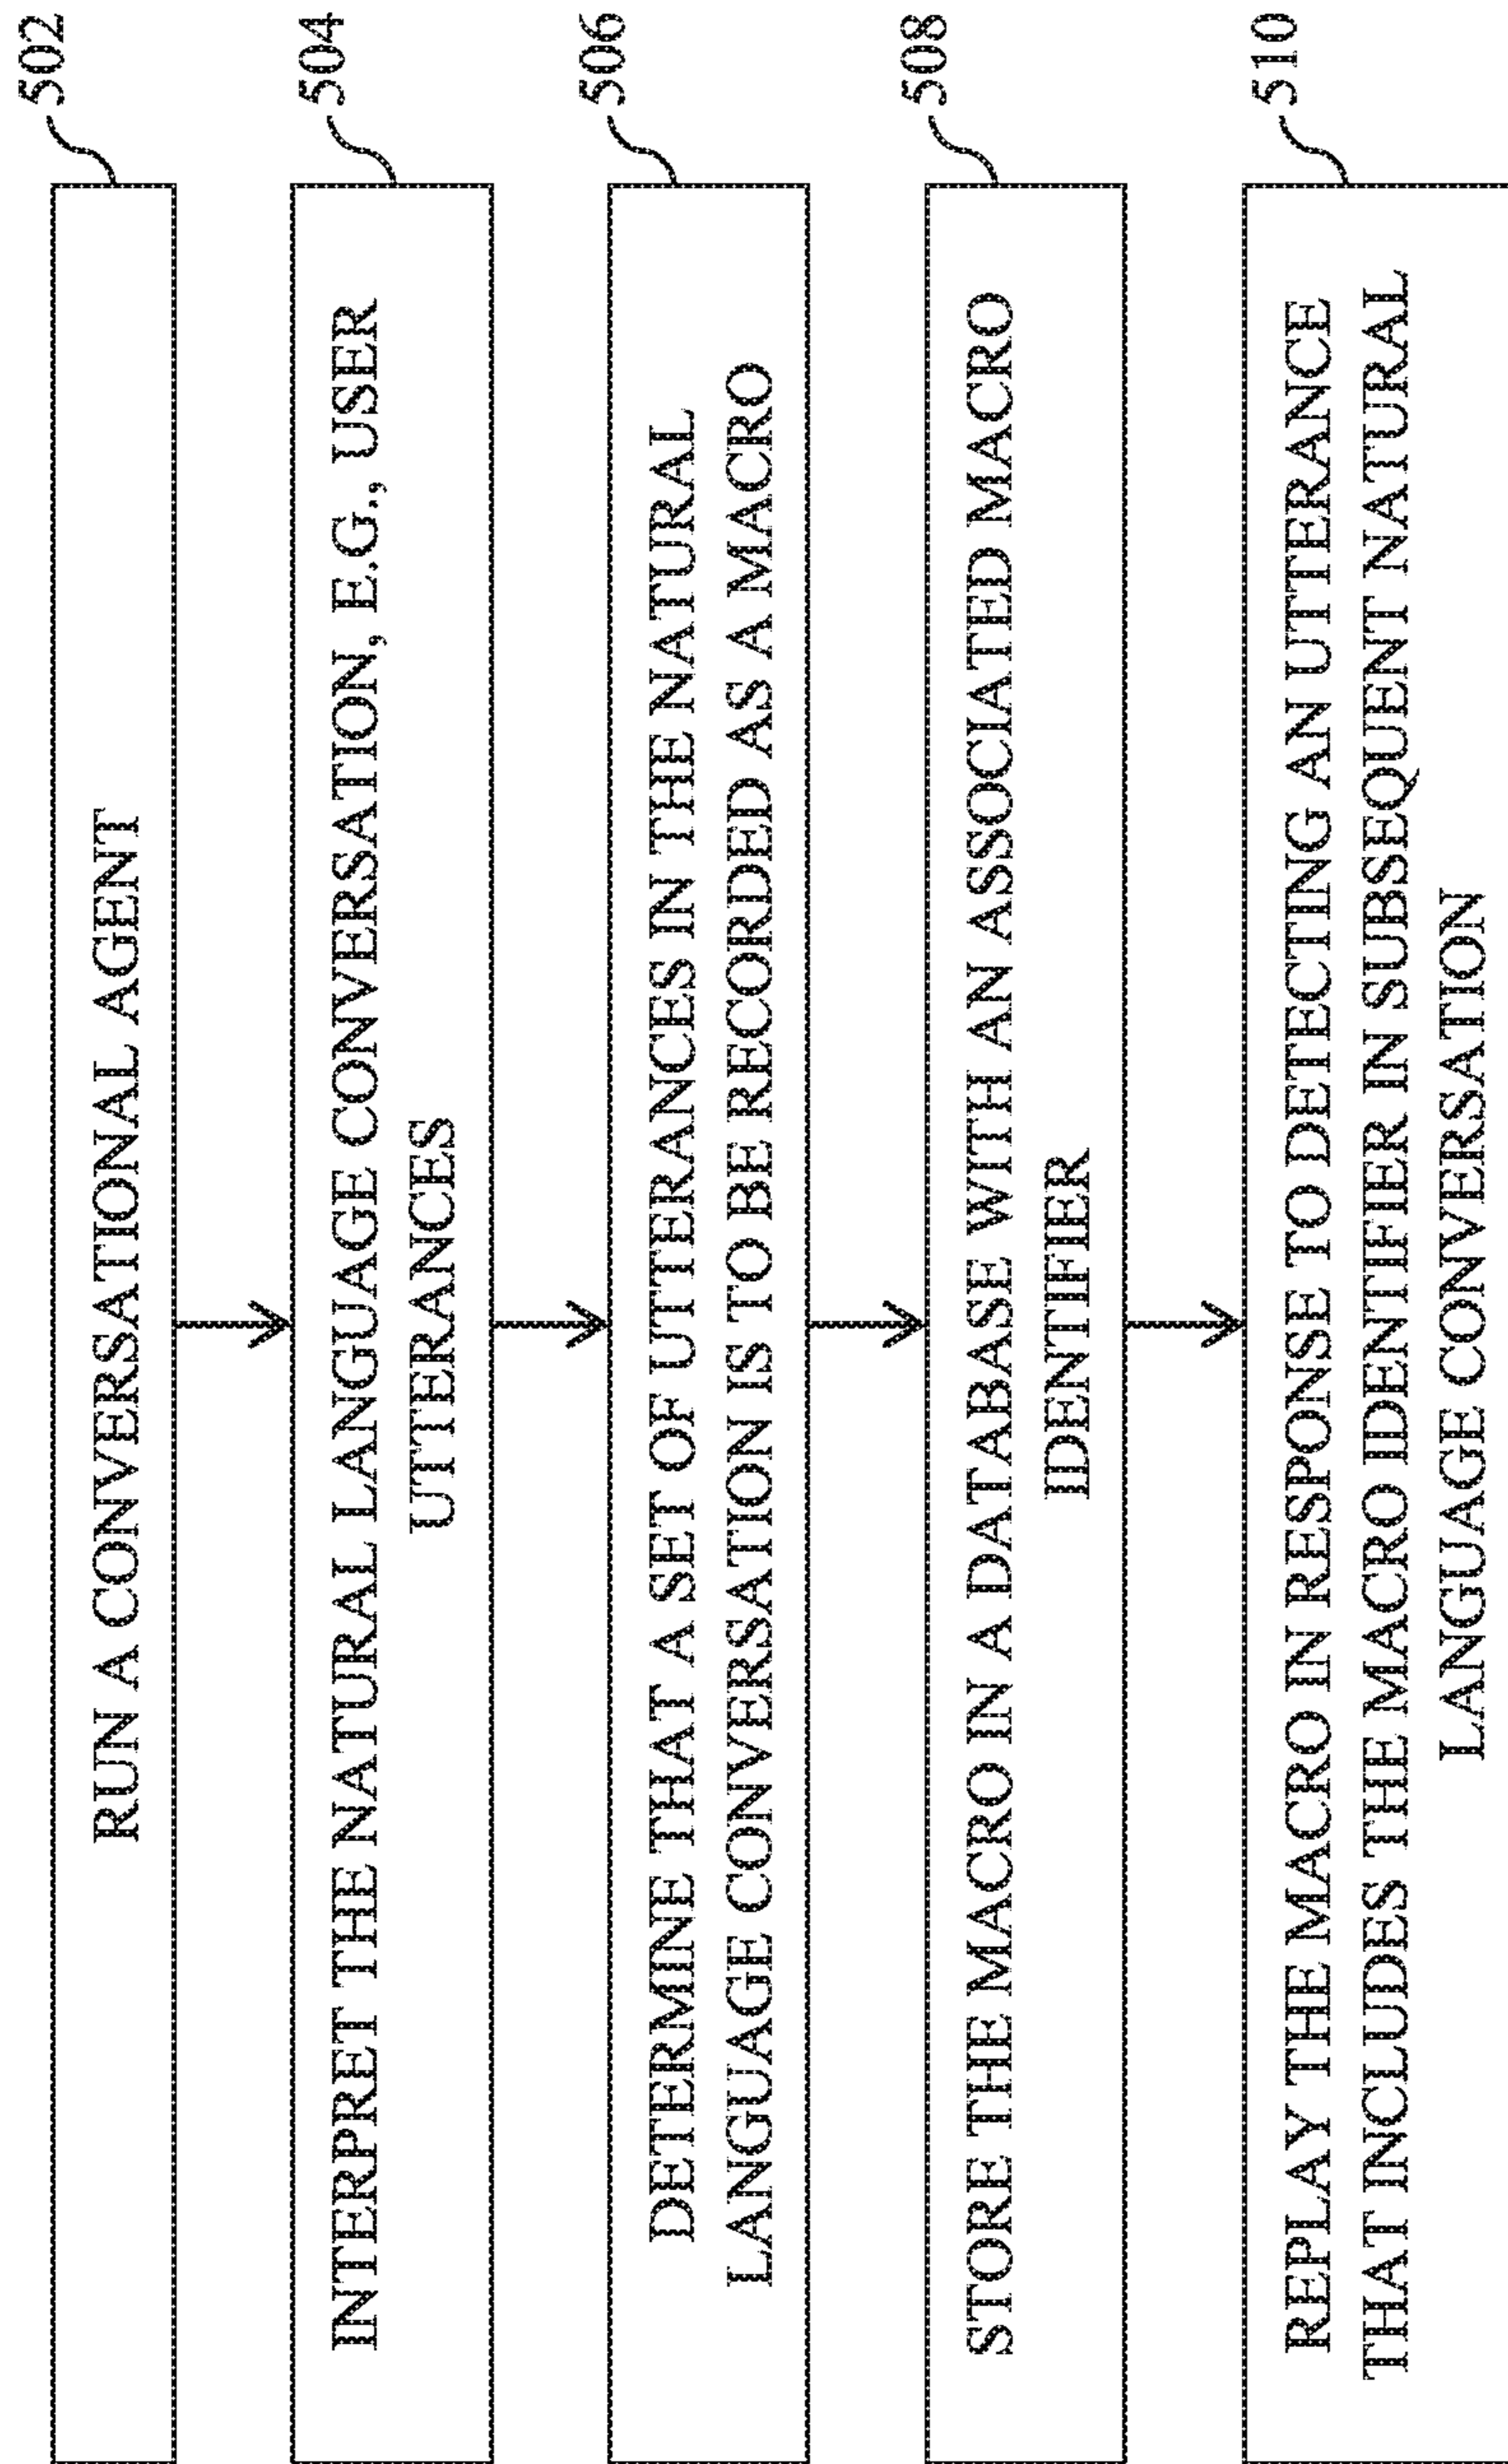 502
RUN A CONVERSATIONAL AGENT
504
INTERPRET THE NATURAL LANGUAGE CONVERSATION, E.G., USER
UTTERANCES
506
DETERMINE THAT A SET OF UTTERANCES IN THE NATURAL
LANGUAGE CONVERSATION IS TO BE RECORDED AS A MACRO
508
STORE THE MACRO IN A DATABASE WITH AN ASSOCIATED MACRO
IDENTIFIER
510
REPLAY THE MACRO IN RESPONSE TO DETECTING AN UTTERANCE
THAT INCLUDES THE MACRO IDENTIFIER IN SUBSEQUENT NATURAL
LANGUAGE CONVERSATION